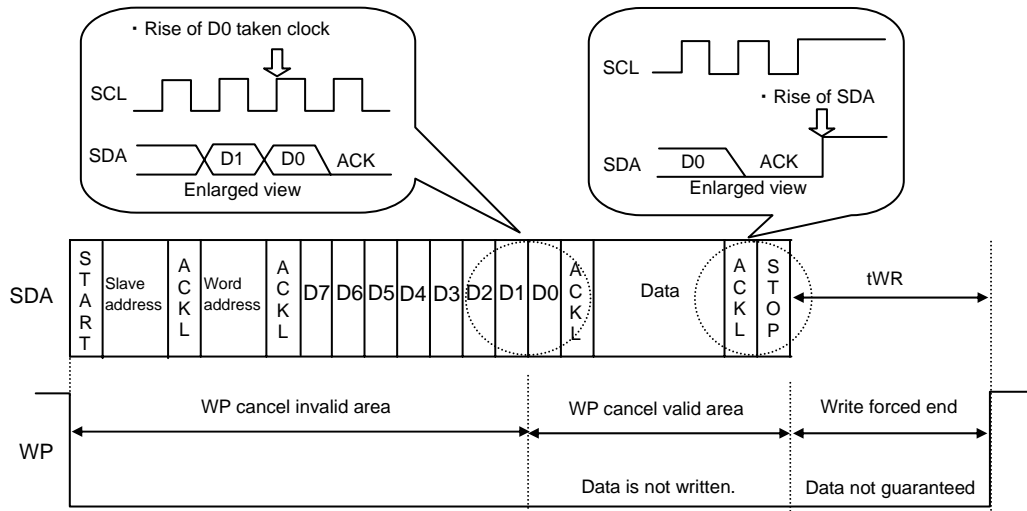 ・ Rise of D0 taken clock
SCL
SDA
D1
D0
ACK
Enlarged view
SCL
・ Rise of SDA
SDA
D0
ACK
Enlarged view
SDA
START
Slave address
ACKL
Word address
ACKL
D7
D6
D5
D4
D3
D2
D1
D0
ACKL
Data
ACKL
STOP
tWR
WP
WP cancel invalid area
WP cancel valid area
Write forced end
Data is not written.
Data not guaranteed